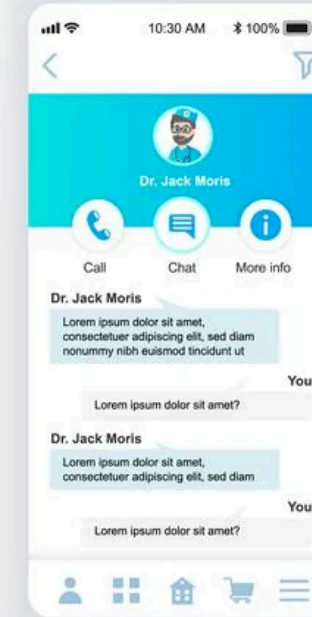 10:30 AM 100%
Dr. Jack Moris
Call Chat More info
Dr. Jack Moris
Lorem ipsum dolor sit amet,
consectetuer adipiscing elit, sed diam
nonummy nibh euismod tincidunt ut
You
Lorem ipsum dolor sit amet?
Dr. Jack Moris
Lorem ipsum dolor sit amet,
consectetuer adipiscing elit, sed diam
You
Lorem ipsum dolor sit amet?